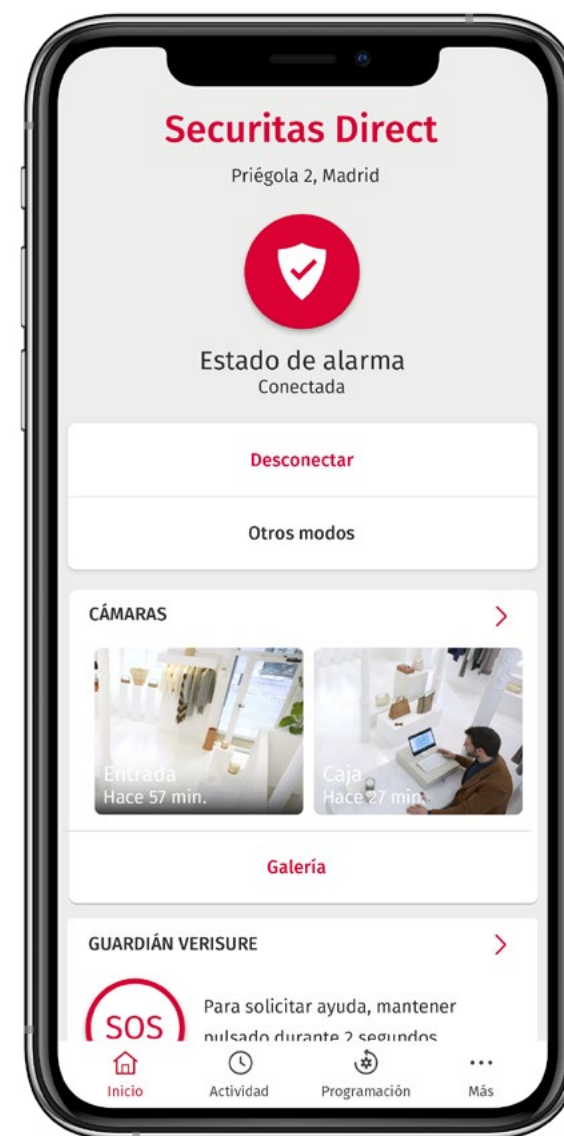 Securitas Direct
Priégola 2, Madrid
Estado de alarma
Conectada
Desconectar
Otros modos
CÁMARAS
Entrada
Hace 57 min.
Caja
Hace 27 min.
Galería
GUARDIÁN VERISURE
SOS
Para solicitar ayuda, mantener
pulsado durante 2 segundos
Inicio
Actividad
Programación
Más